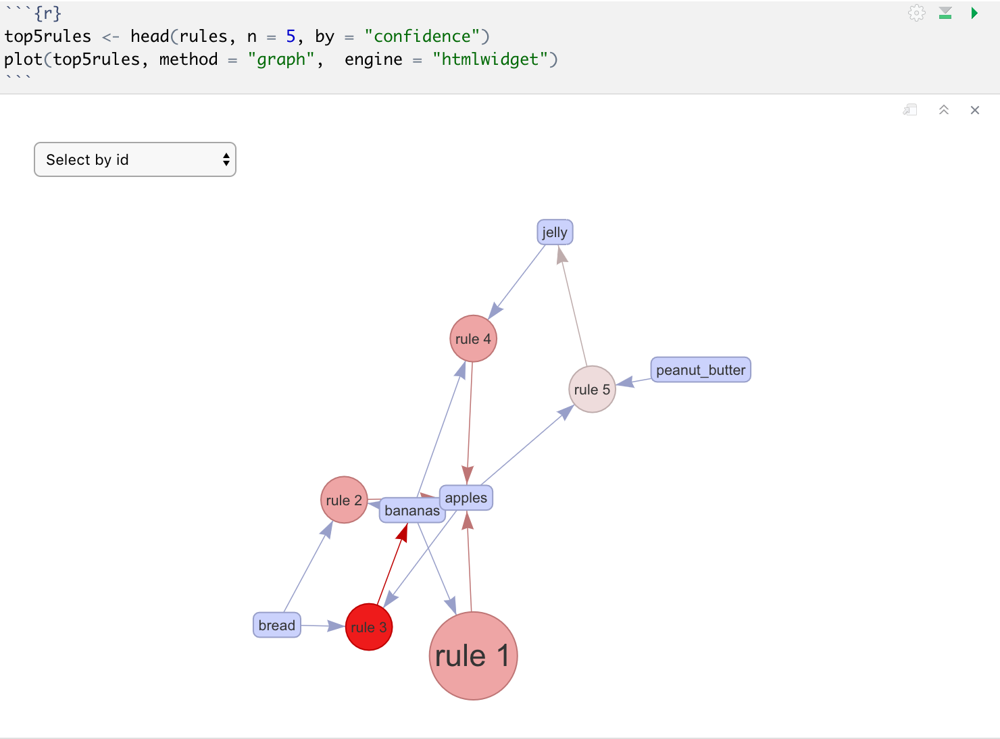 ```{r}
top5rules <- head(rules, n = 5, by = "confidence")
plot(top5rules, method = "graph",  engine = "htmlwidget")
```
Select by id
jelly
rule 4
peanut_butter
rule 5
rule 2
bananas
apples
bread
rule 3
rule 1